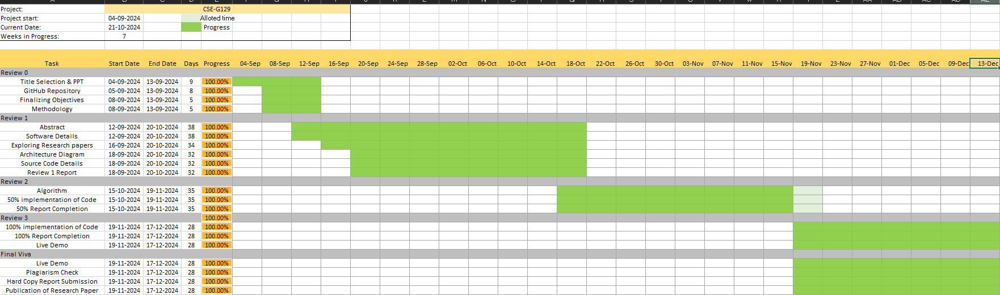 Project: CSE-G129
Project start: 04-09-2024 Alloted time
Current Date: 21-10-2024 Progress
Weeks in Progress: 7
Task Start Date End Date Days Progress 04-Sep 08-Sep 12-Sep 16-Sep 20-Sep 24-Sep 28-Sep 02-Oct 06-Oct 10-Oct 14-Oct 18-Oct 22-Oct 26-Oct 30-Oct 03-Nov 07-Nov 11-Nov 15-Nov 19-Nov 23-Nov 27-Nov 01-Dec 05-Dec 09-Dec 13-Dec
Review 0
Title Selection & PPT 04-09-2024 13-09-2024 9 100.00%
GitHub Repository 05-09-2024 13-09-2024 8 100.00%
Finalizing Objectives 08-09-2024 13-09-2024 5 100.00%
Methodology 08-09-2024 13-09-2024 5 100.00%
Review 1
Abstract 12-09-2024 20-10-2024 38 100.00%
Software Details 12-09-2024 20-10-2024 38 100.00%
Exploring Research papers 16-09-2024 20-10-2024 34 100.00%
Architecture Diagram 18-09-2024 20-10-2024 32 100.00%
Source Code Details 18-09-2024 20-10-2024 32 100.00%
Review 1 Report 18-09-2024 20-10-2024 32 100.00%
Review 2
Algorithm 15-10-2024 19-11-2024 35 100.00%
50% implementation of Code 15-10-2024 19-11-2024 35 100.00%
50% Report Completion 15-10-2024 19-11-2024 35 100.00%
Review 3 100.00%
100% implementation of Code 19-11-2024 17-12-2024 28 100.00%
100% Report Completion 19-11-2024 17-12-2024 28 100.00%
Live Demo 19-11-2024 17-12-2024 28 100.00%
Final Viva
Live Demo 19-11-2024 17-12-2024 28 100.00%
Plagiarism Check 19-11-2024 17-12-2024 28 100.00%
Hard Copy Report Submission 19-11-2024 17-12-2024 28 100.00%
Publication of Research Paper 19-11-2024 17-12-2024 28 100.00%